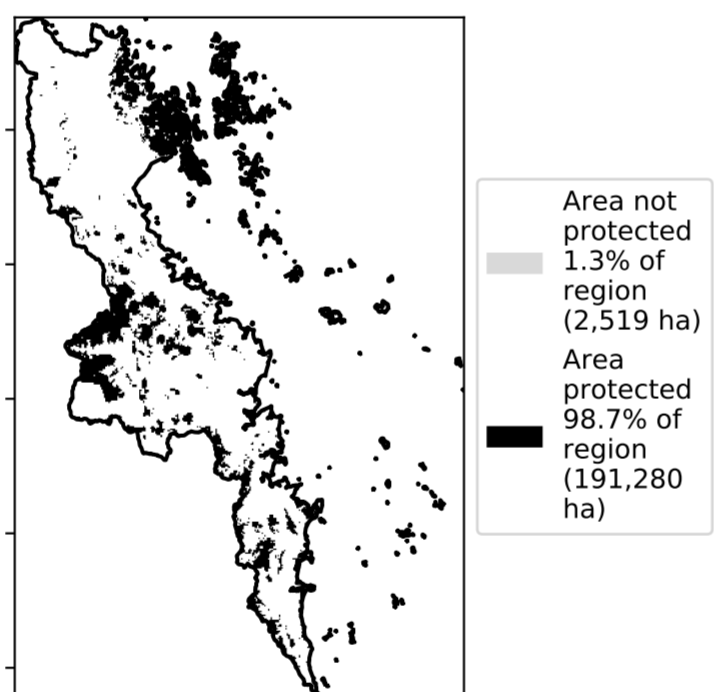 Area not
protected
1.3% of
region
(2,519 ha)
Area
protected
98.7% of
region
(191,280
ha)